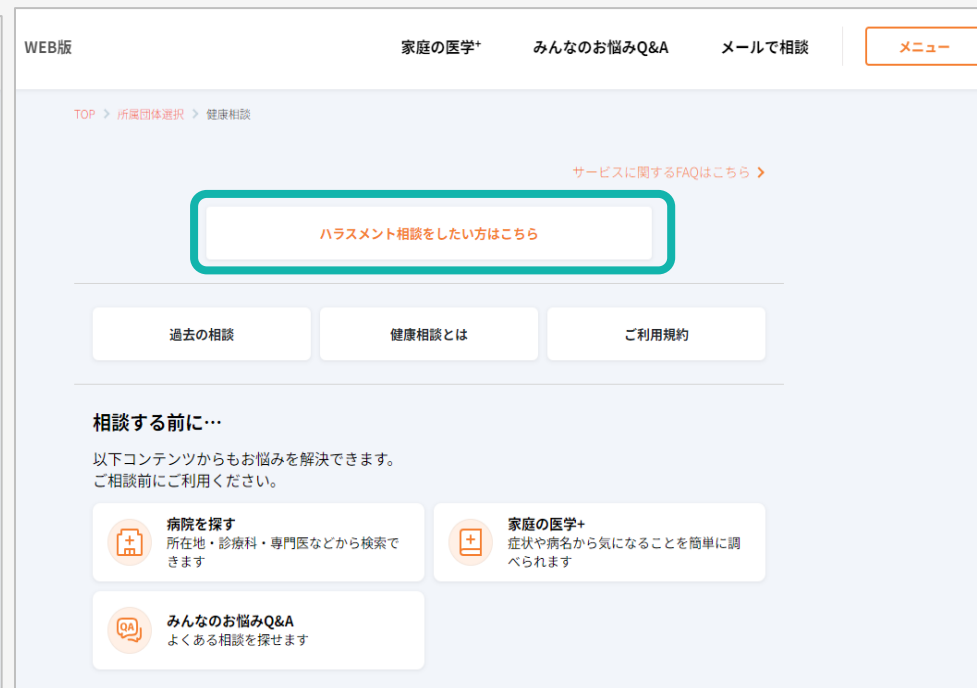 WEB版
家庭の医学+
みんなのお悩みQ&A
メールで相談
メニュー
TOP > 所属団体選択 > 健康相談
サービスに関するFAQはこちら >
ハラスメント相談をしたい方はこちら
過去の相談
健康相談とは
ご利用規約
相談する前に…
以下コンテンツからもお悩みを解決できます。
ご相談前にご利用ください。
病院を探す
所在地・診療科・専門医などから検索で
きます
家庭の医学+
症状や病名から気になることを簡単に調
べられます
QA
みんなのお悩みQ&A
よくある相談を探せます